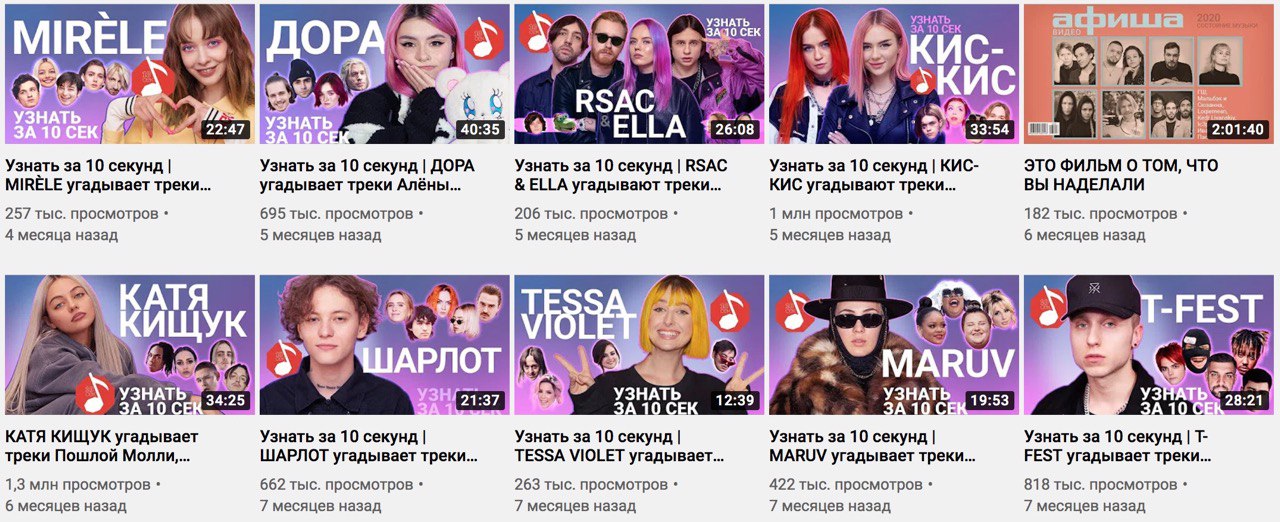 MIRÈLE
УЗНАТЬ
ЗА 10 СЕК
22:47
Узнать за 10 секунд |
MIRÈLE угадывает треки…
257 тыс. просмотров •
4 месяца назад
ДОРА
УЗНАТЬ
ЗА 10 СЕК
40:35
Узнать за 10 секунд | ДОРА
угадывает треки Алёны…
695 тыс. просмотров •
5 месяцев назад
УЗНАТЬ
ЗА 10 СЕК
RSAC
& ELLA
26:08
Узнать за 10 секунд | RSAC
& ELLA угадывают треки…
206 тыс. просмотров •
5 месяцев назад
УЗНАТЬ
ЗА 10 СЕК
КИС-
КИС
33:54
Узнать за 10 секунд | КИС-
КИС угадывают треки…
1 млн просмотров •
5 месяцев назад
афиша
ВИДЕО
2020
СОСТОЯНИЕ МУЗЫКИ
2:01:40
ЭТО ФИЛЬМ О ТОМ, ЧТО
ВЫ НАДЕЛАЛИ
182 тыс. просмотров •
6 месяцев назад
КАТЯ
КИЩУК
УЗНАТЬ
ЗА 10 СЕК
34:25
КАТЯ КИЩУК угадывает
треки Пошлой Молли,…
1,3 млн просмотров •
6 месяцев назад
ШАРЛОТ
УЗНАТЬ
ЗА 10 СЕК
21:37
Узнать за 10 секунд |
ШАРЛОТ угадывает треки…
662 тыс. просмотров •
7 месяцев назад
TESSA
VIOLET
УЗНАТЬ
ЗА 10 СЕК
12:39
Узнать за 10 секунд |
TESSA VIOLET угадывает…
263 тыс. просмотров •
7 месяцев назад
MARUV
УЗНАТЬ
ЗА 10 СЕК
19:53
Узнать за 10 секунд |
MARUV угадывает треки…
422 тыс. просмотров •
7 месяцев назад
T-FEST
УЗНАТЬ
ЗА 10 СЕК
28:21
Узнать за 10 секунд | T-
FEST угадывает треки…
818 тыс. просмотров •
7 месяцев назад